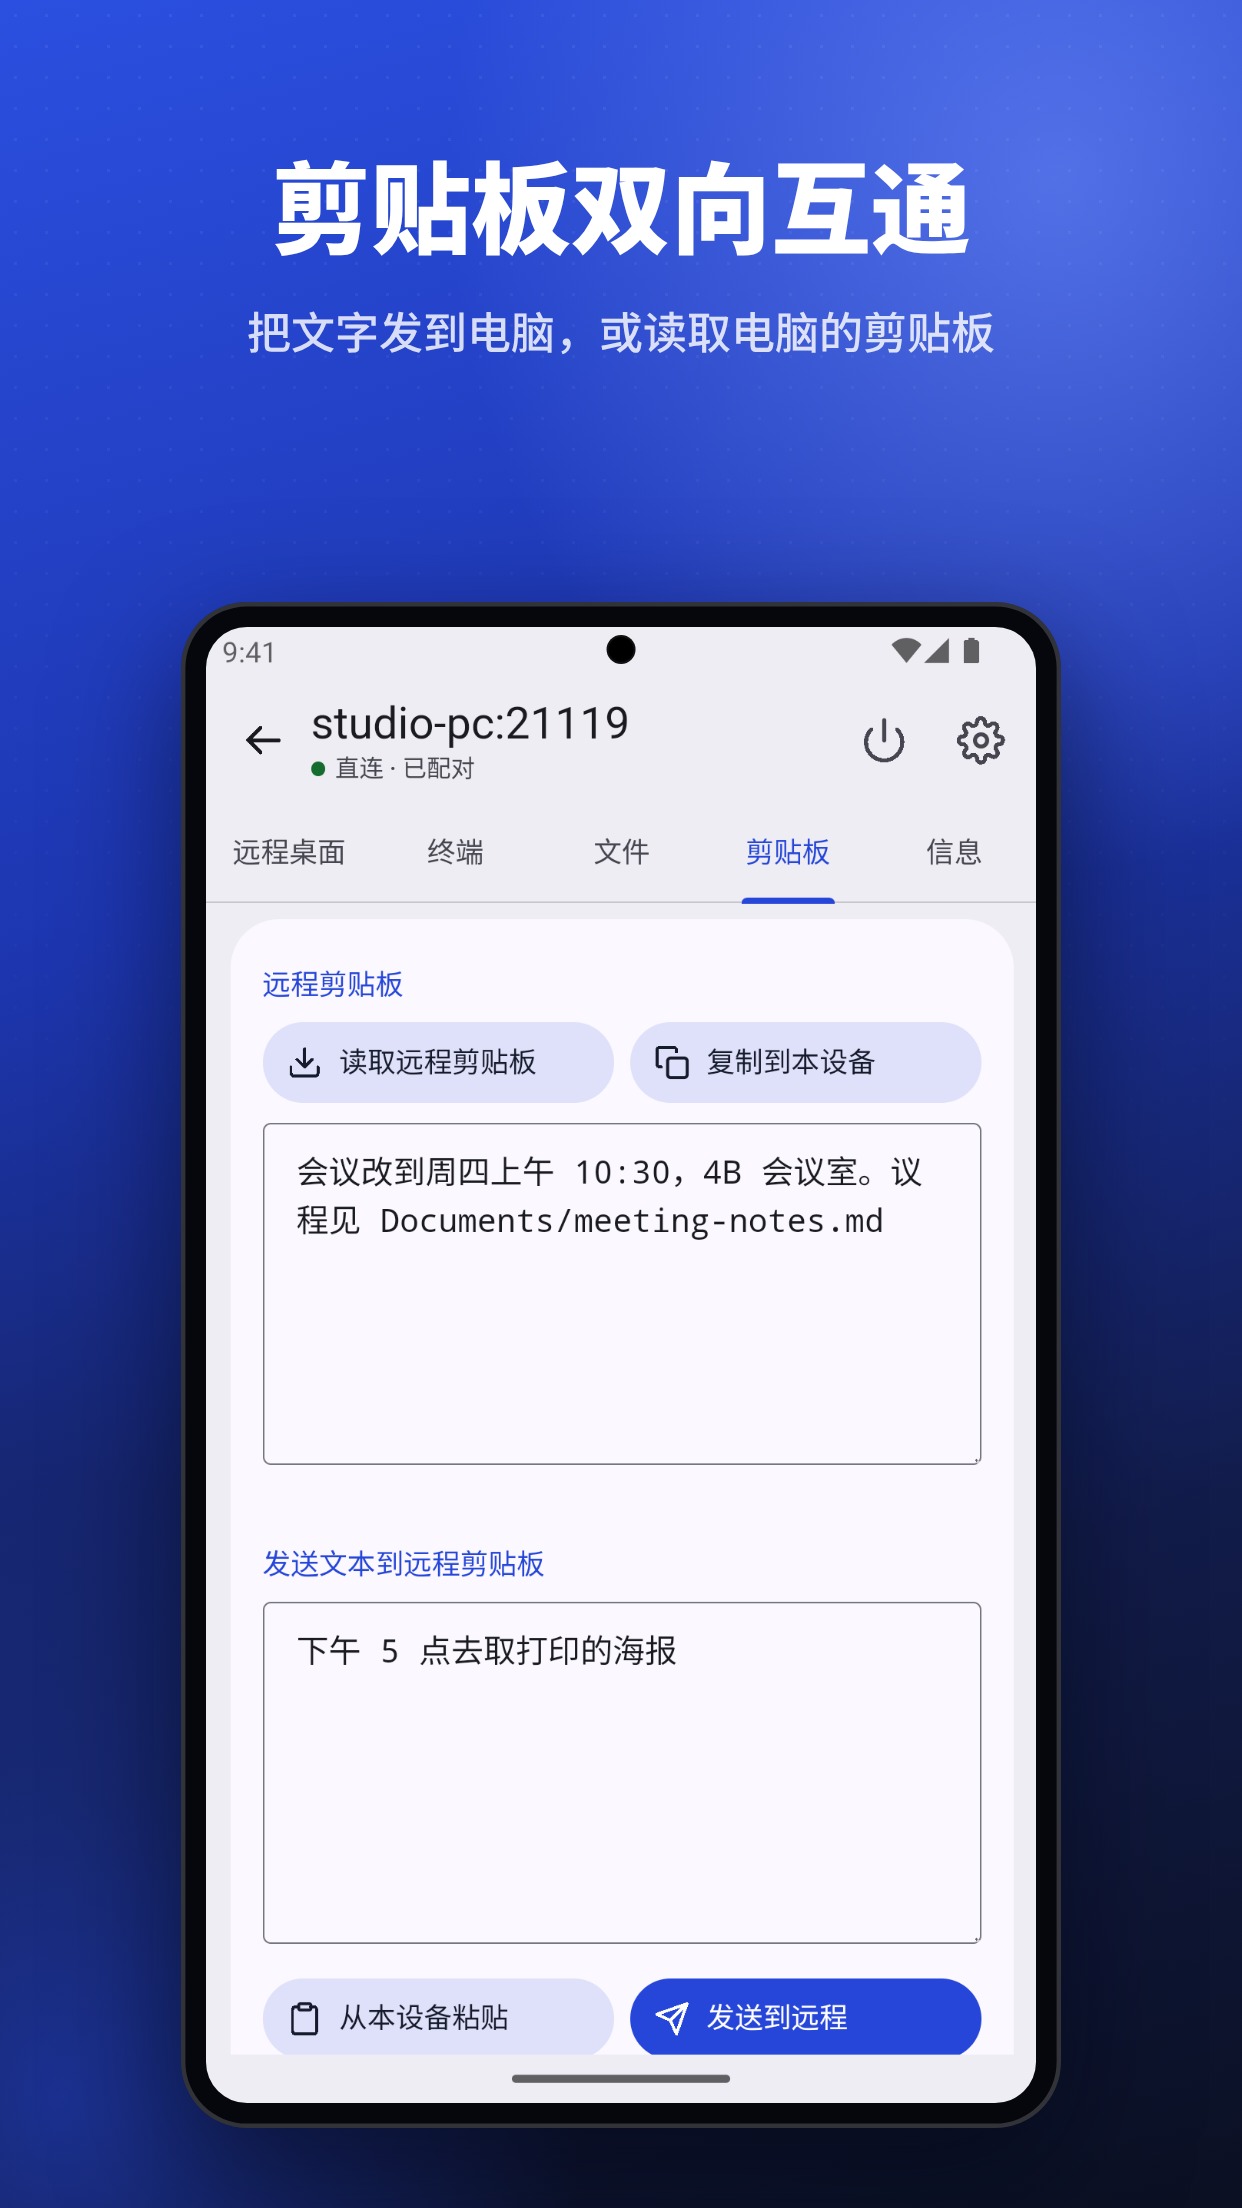 剪贴板双向互通
把文字发到电脑，或读取电脑的剪贴板
9:41
studio-pc:21119
直连 · 已配对
远程桌面 终端 文件 剪贴板 信息
远程剪贴板
读取远程剪贴板 复制到本设备
会议改到周四上午 10:30，4B 会议室。议
程见 Documents/meeting-notes.md
发送文本到远程剪贴板
下午 5 点去取打印的海报
从本设备粘贴 发送到远程